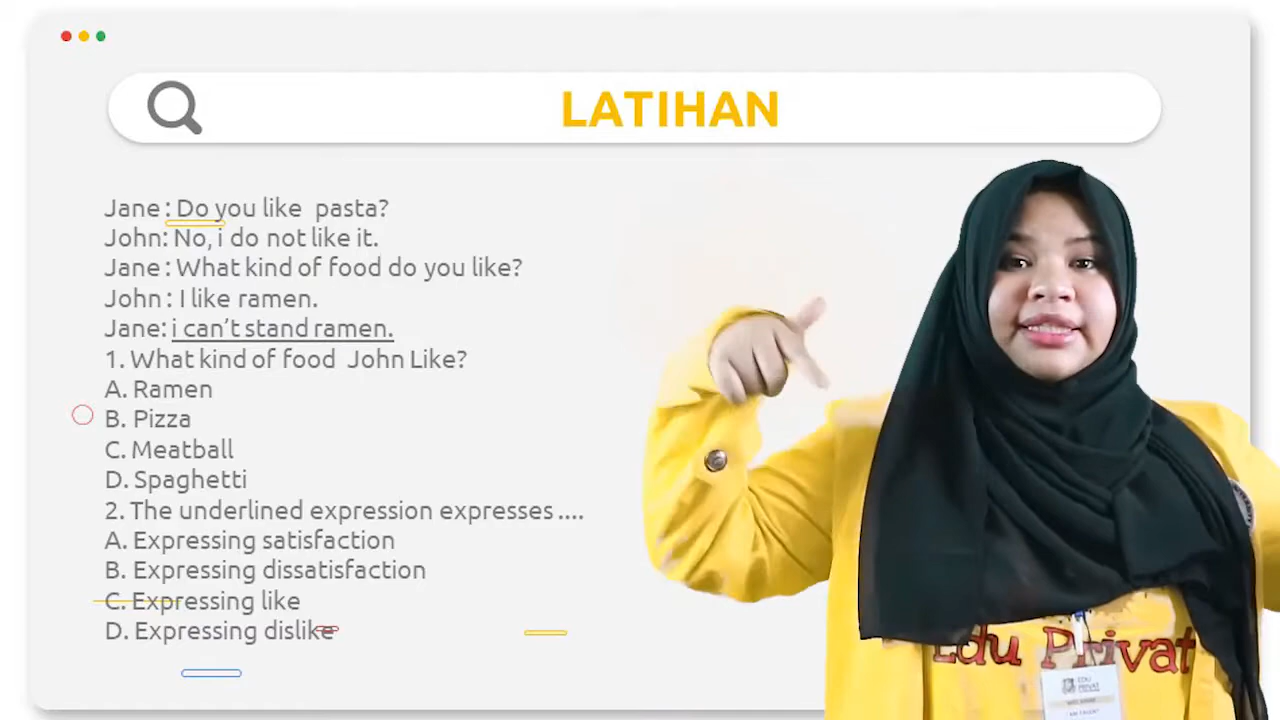 LATIHAN
Jane : Do you like pasta?
John: No, i do not like it.
Jane : What kind of food do you like?
John : I like ramen.
Jane: i can't stand ramen.
1. What kind of food John Like?
A. Ramen
B. Pizza
C. Meatball
D. Spaghetti
2. The underlined expression expresses ....
A. Expressing satisfaction
B. Expressing dissatisfaction
C. Expressing like
D. Expressing dislike
Edu Privat
EDU
PRIVAT